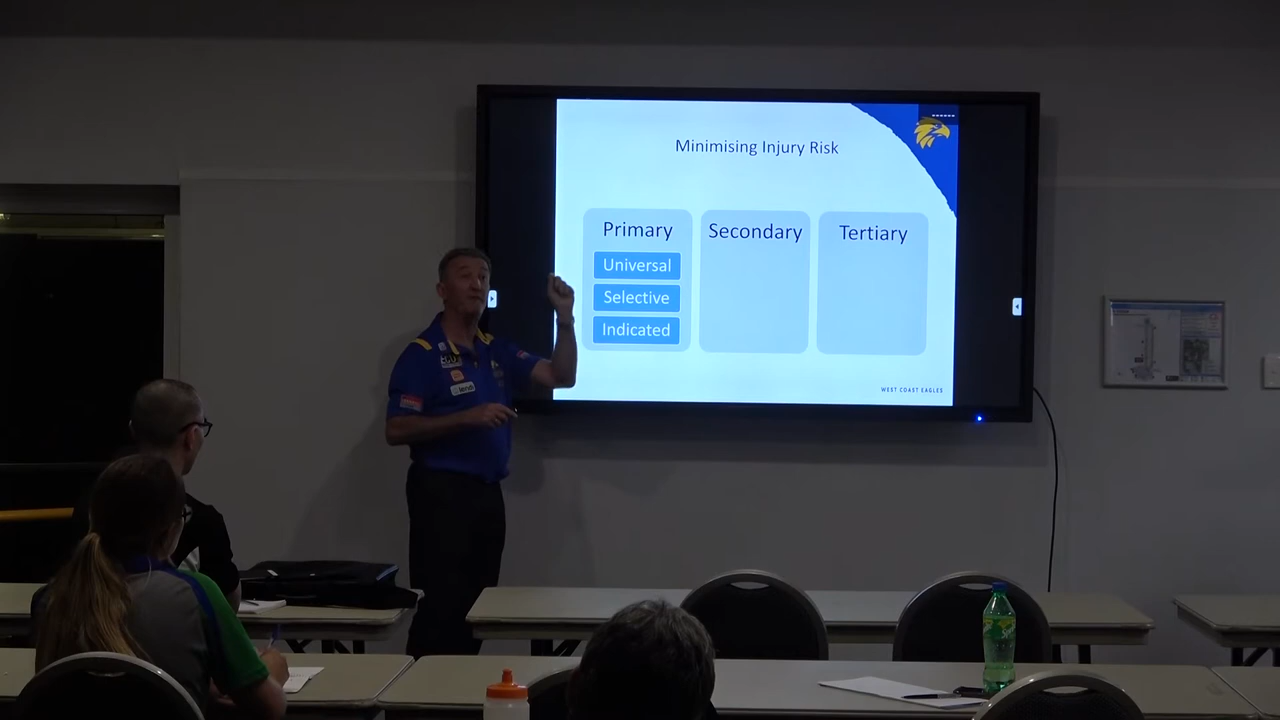 Minimising Injury Risk
Primary
Universal
Selective
Indicated
Secondary
Tertiary
WEST COAST EAGLES